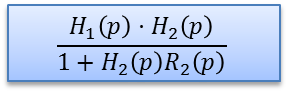 H₁(p) · H₂(p)
1 + H₂(p)R₂(p)